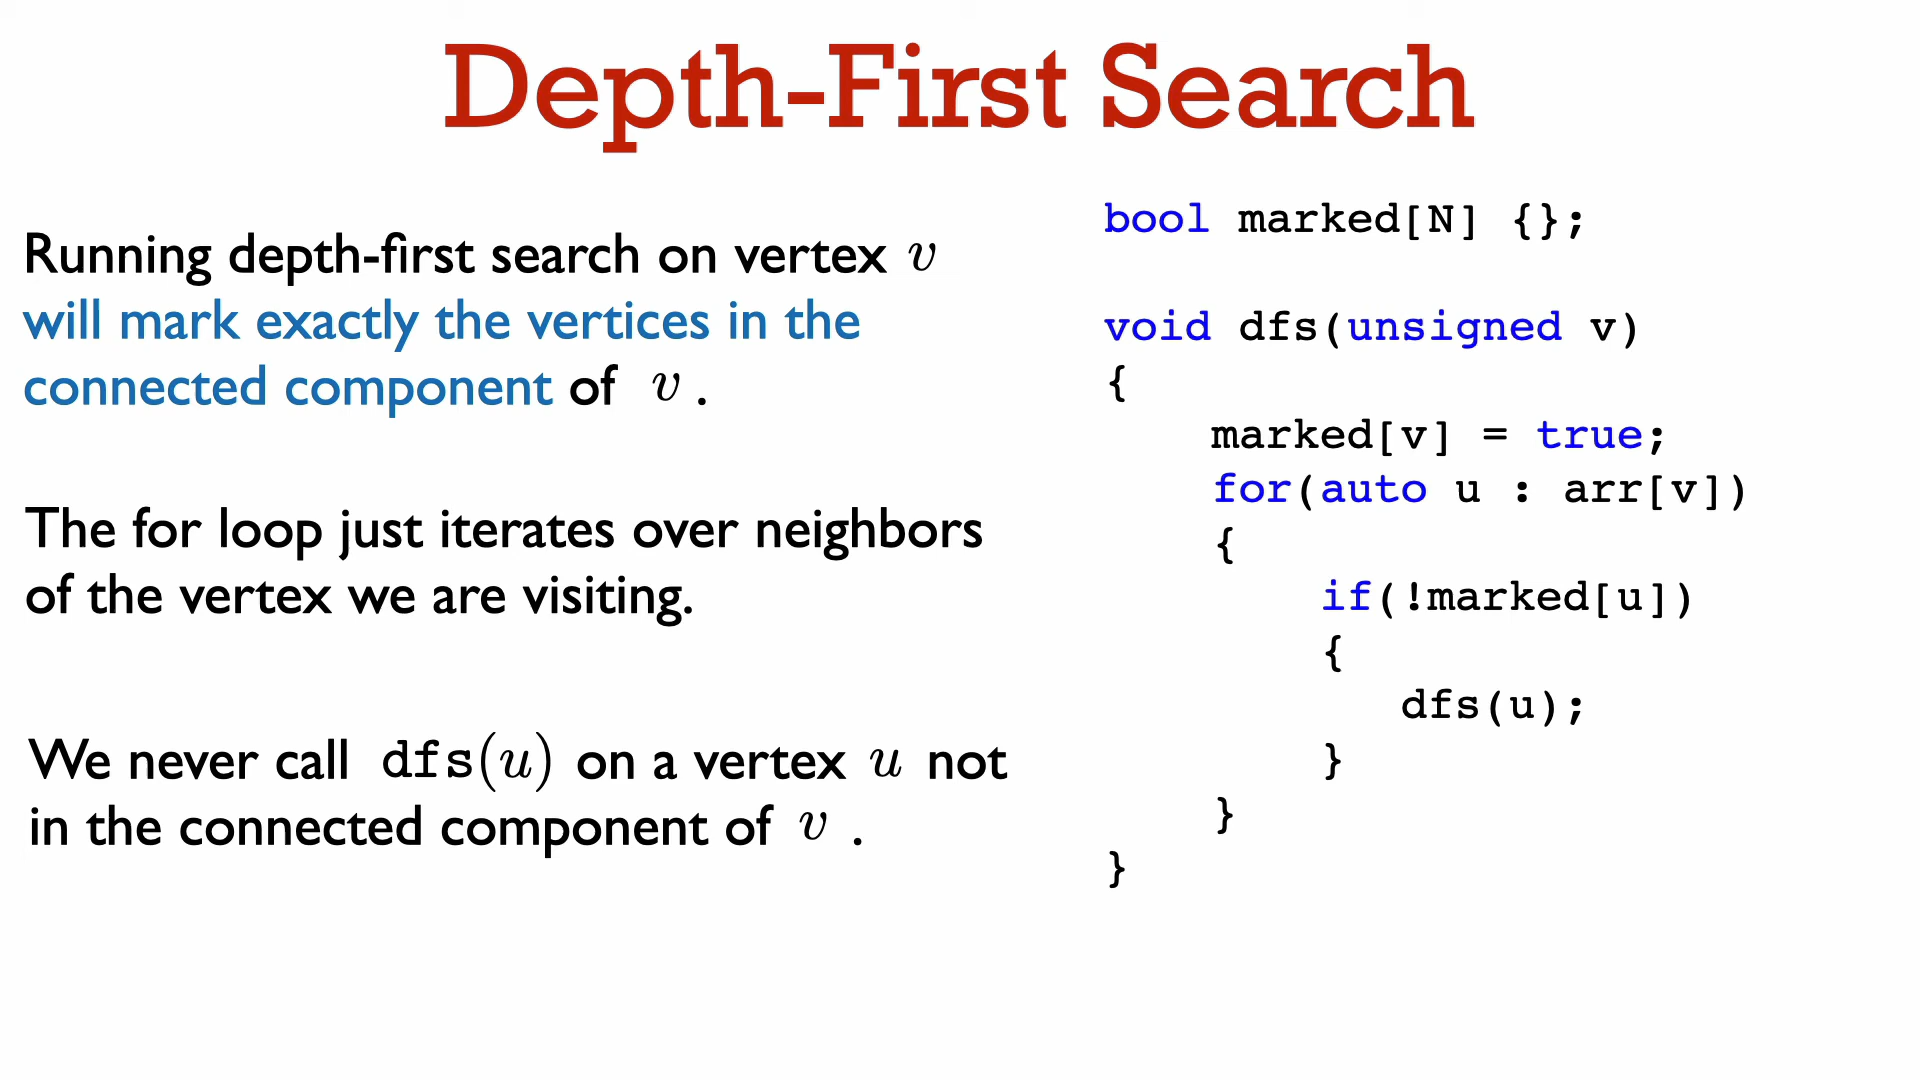 Depth-First Search
Running depth-first search on vertex v
will mark exactly the vertices in the
connected component of v .
The for loop just iterates over neighbors
of the vertex we are visiting.
We never call dfs(u) on a vertex u not
in the connected component of v .
bool marked[N] {};
void dfs(unsigned v)
{
marked[v] = true;
for(auto u : arr[v])
{
if(!marked[u])
{
dfs(u);
}
}
}